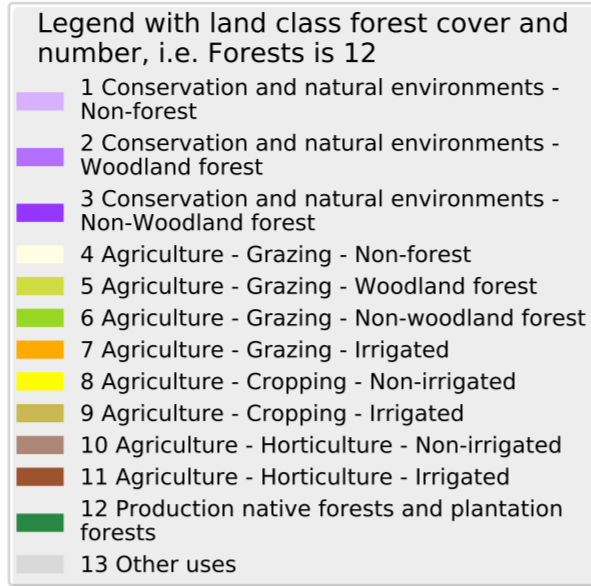 Legend with land class forest cover and
number, i.e. Forests is 12
1 Conservation and natural environments -
Non-forest
2 Conservation and natural environments -
Woodland forest
3 Conservation and natural environments -
Non-Woodland forest
4 Agriculture - Grazing - Non-forest
5 Agriculture - Grazing - Woodland forest
6 Agriculture - Grazing - Non-woodland forest
7 Agriculture - Grazing - Irrigated
8 Agriculture - Cropping - Non-irrigated
9 Agriculture - Cropping - Irrigated
10 Agriculture - Horticulture - Non-irrigated
11 Agriculture - Horticulture - Irrigated
12 Production native forests and plantation
forests
13 Other uses